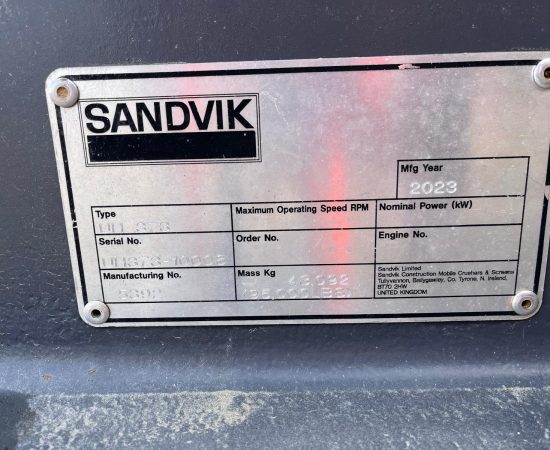 SANDVIK
Mfg Year
2023
Type
Maximum Operating Speed RPM
Nominal Power (kW)
Serial No.
Order No.
Engine No.
Manufacturing No.
Mass Kg
43,092
Sandvik Limited
Sandvik Construction Mobile Crushers & Screens
Tullyvannon, Ballygawley, Co. Tyrone, N. Ireland,
BT70 2HW
UNITED KINGDOM